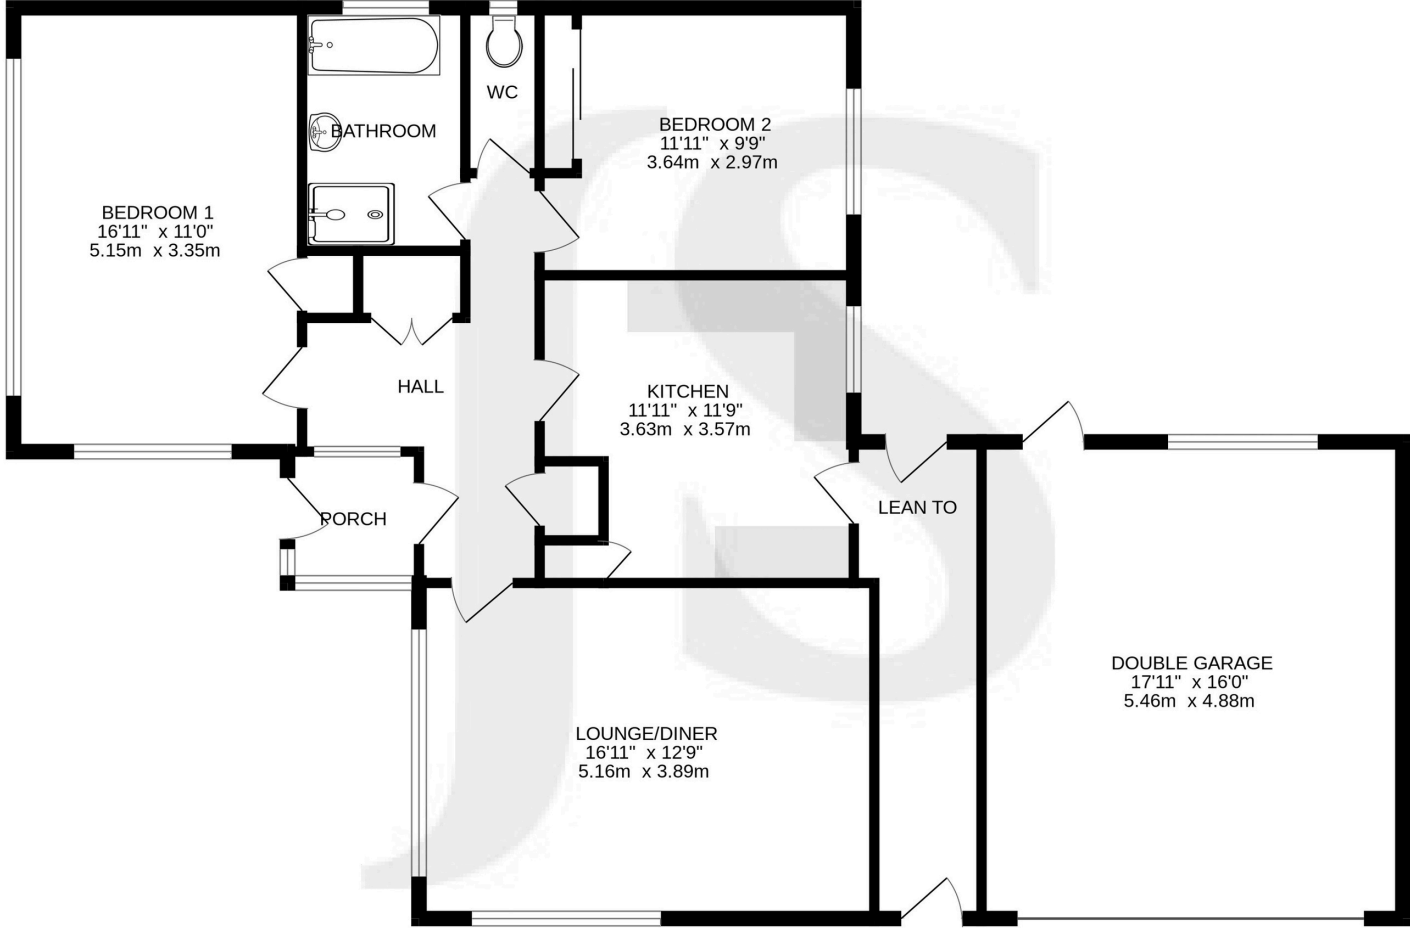 WC
BATHROOM
BEDROOM 2
11'11"  x 9'9"
3.64m  x 2.97m
BEDROOM 1
16'11"  x 11'0"
5.15m  x 3.35m
HALL
KITCHEN
11'11"  x 11'9"
3.63m  x 3.57m
PORCH
LEAN TO
DOUBLE GARAGE
17'11"  x 16'0"
5.46m  x 4.88m
LOUNGE/DINER
16'11"  x 12'9"
5.16m  x 3.89m
JS